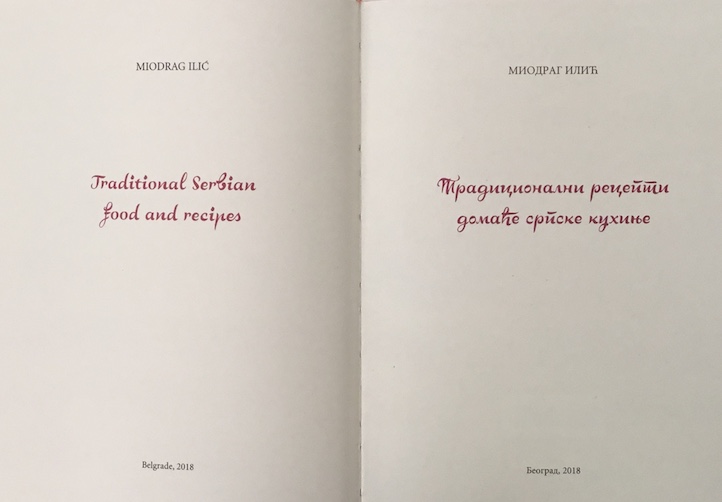 MIODRAG ILIĆ
Traditional Serbian
food and recipes
Belgrade, 2018
МИОДРАГ ИЛИЋ
Традиционални рецепти
домаће српске кухиње
Београд, 2018